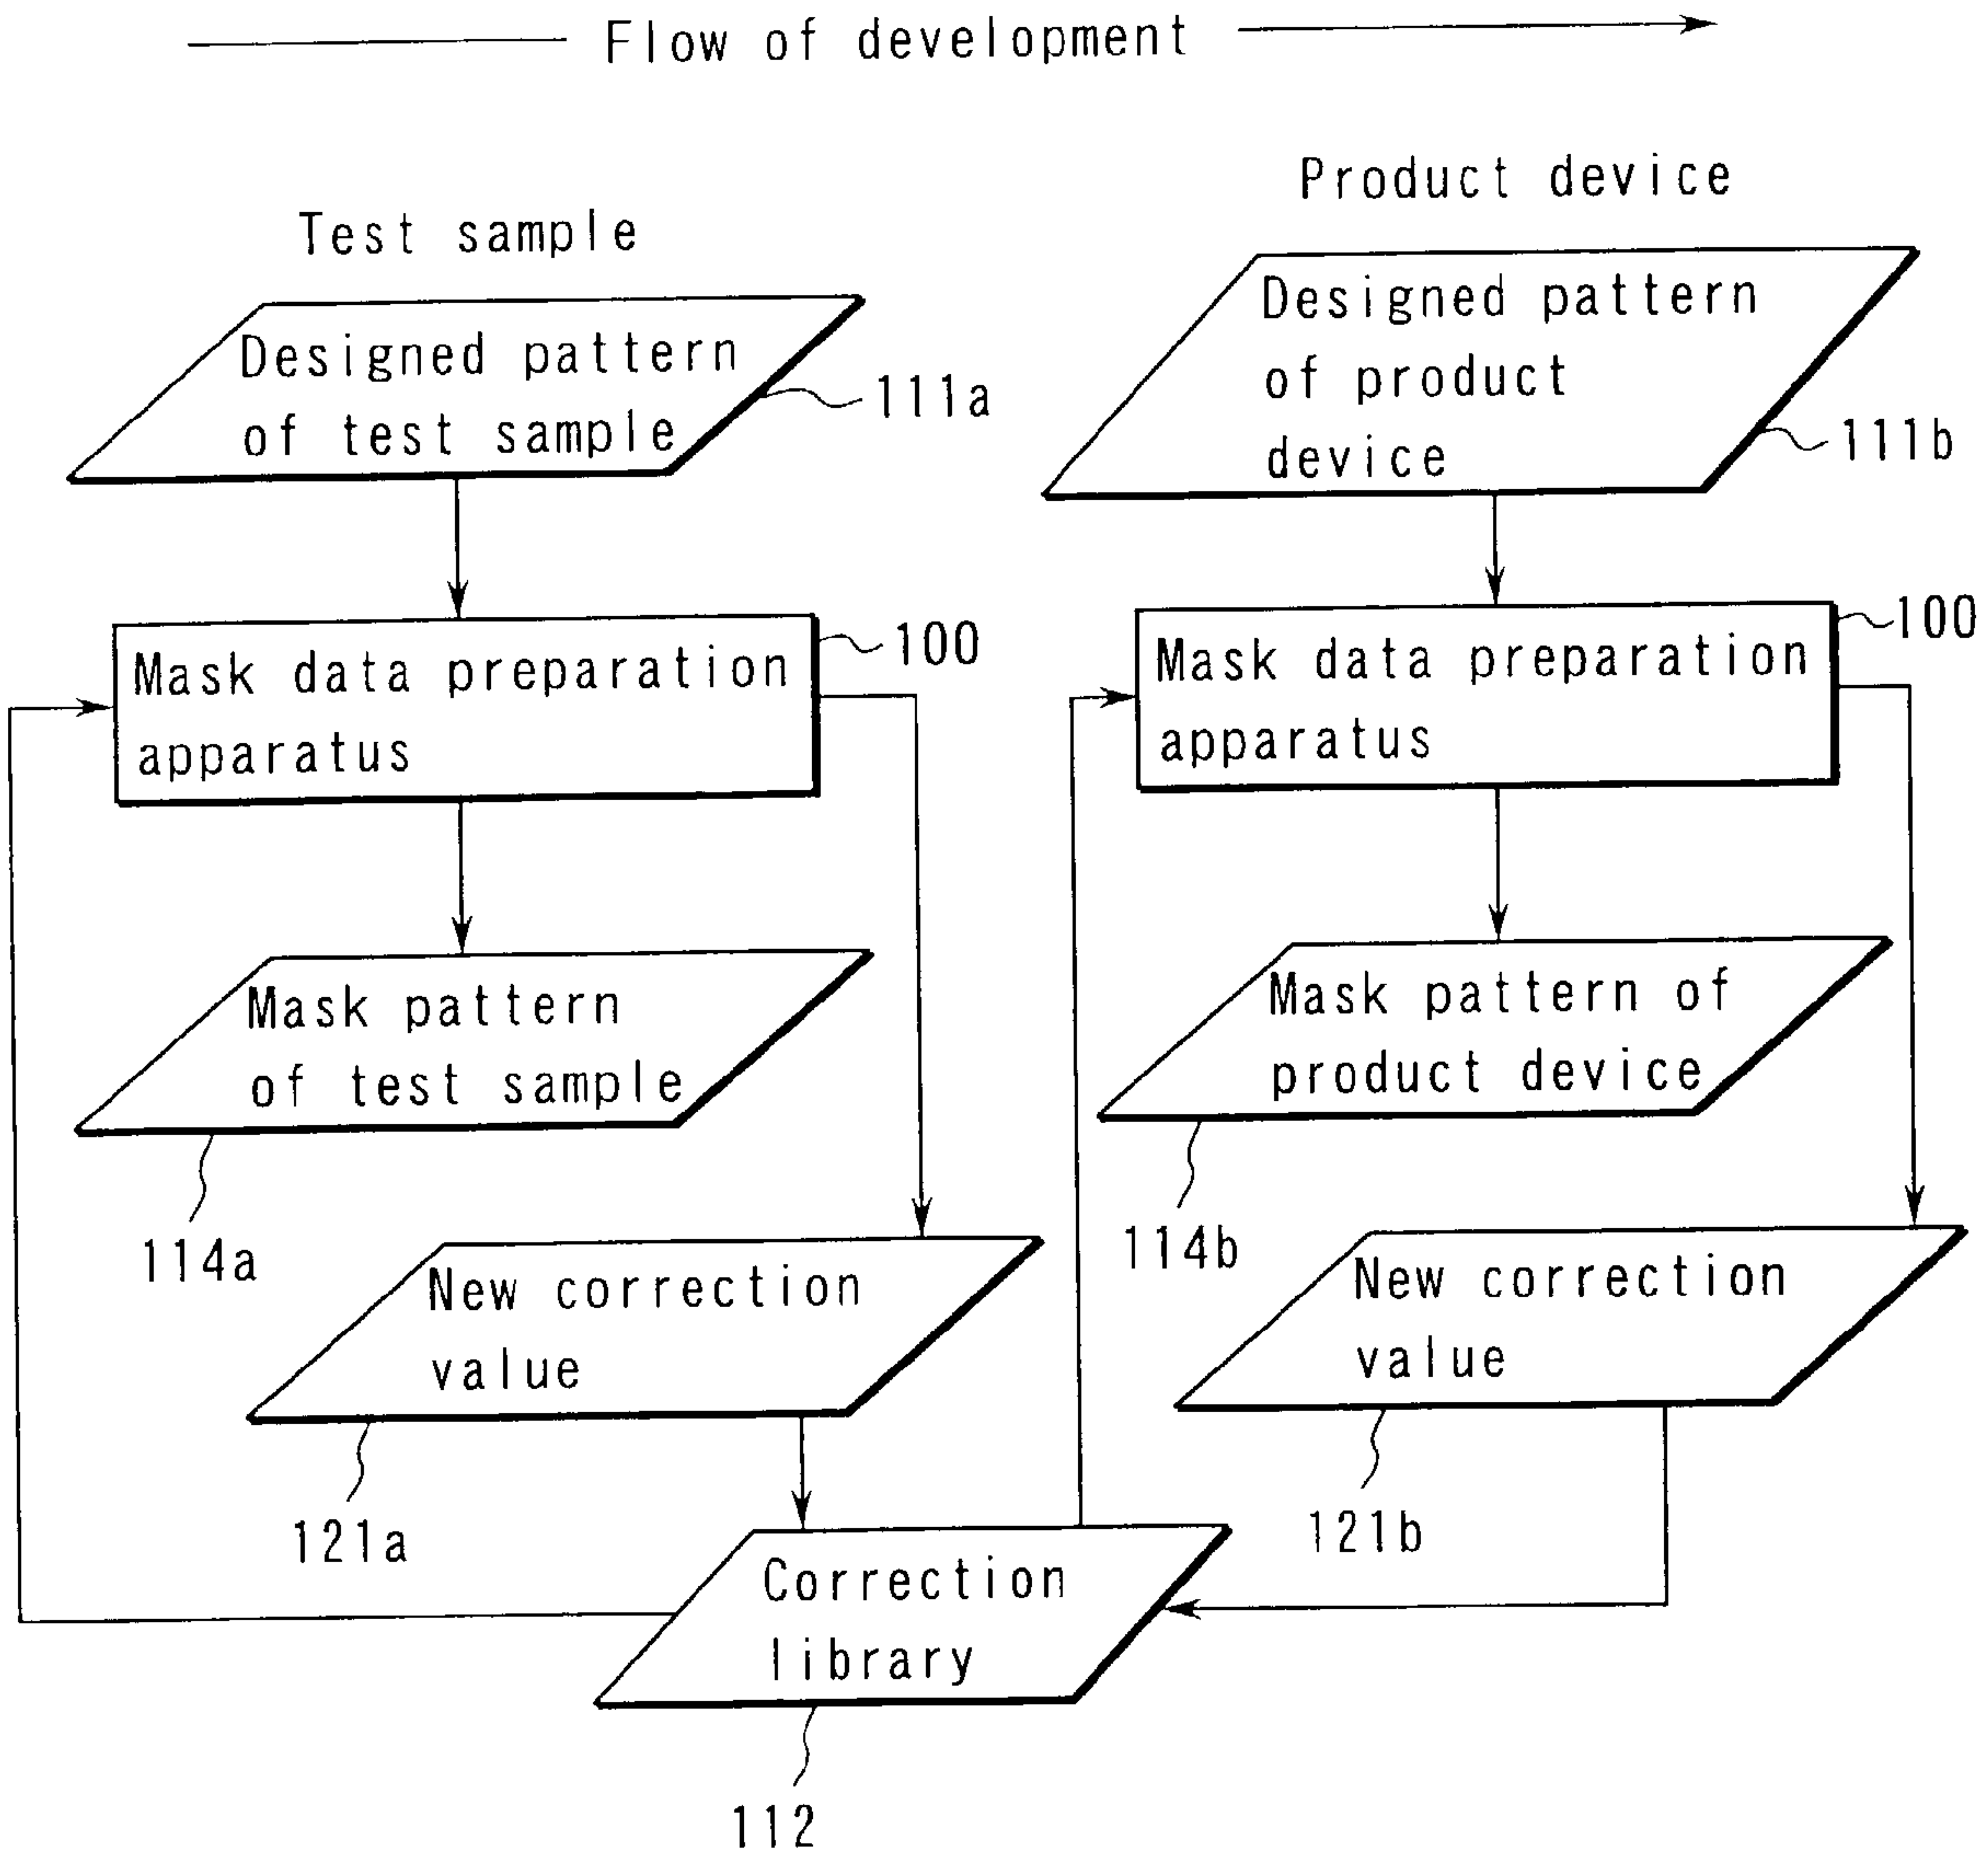 Flow of development
Test sample
Product device
Designed pattern
of test sample
111a
Designed pattern
of product
device
111b
Mask data preparation
apparatus
100
Mask data preparation
apparatus
100
Mask pattern
of test sample
114a
Mask pattern of
product device
114b
New correction
value
121a
New correction
value
121b
Correction
library
112